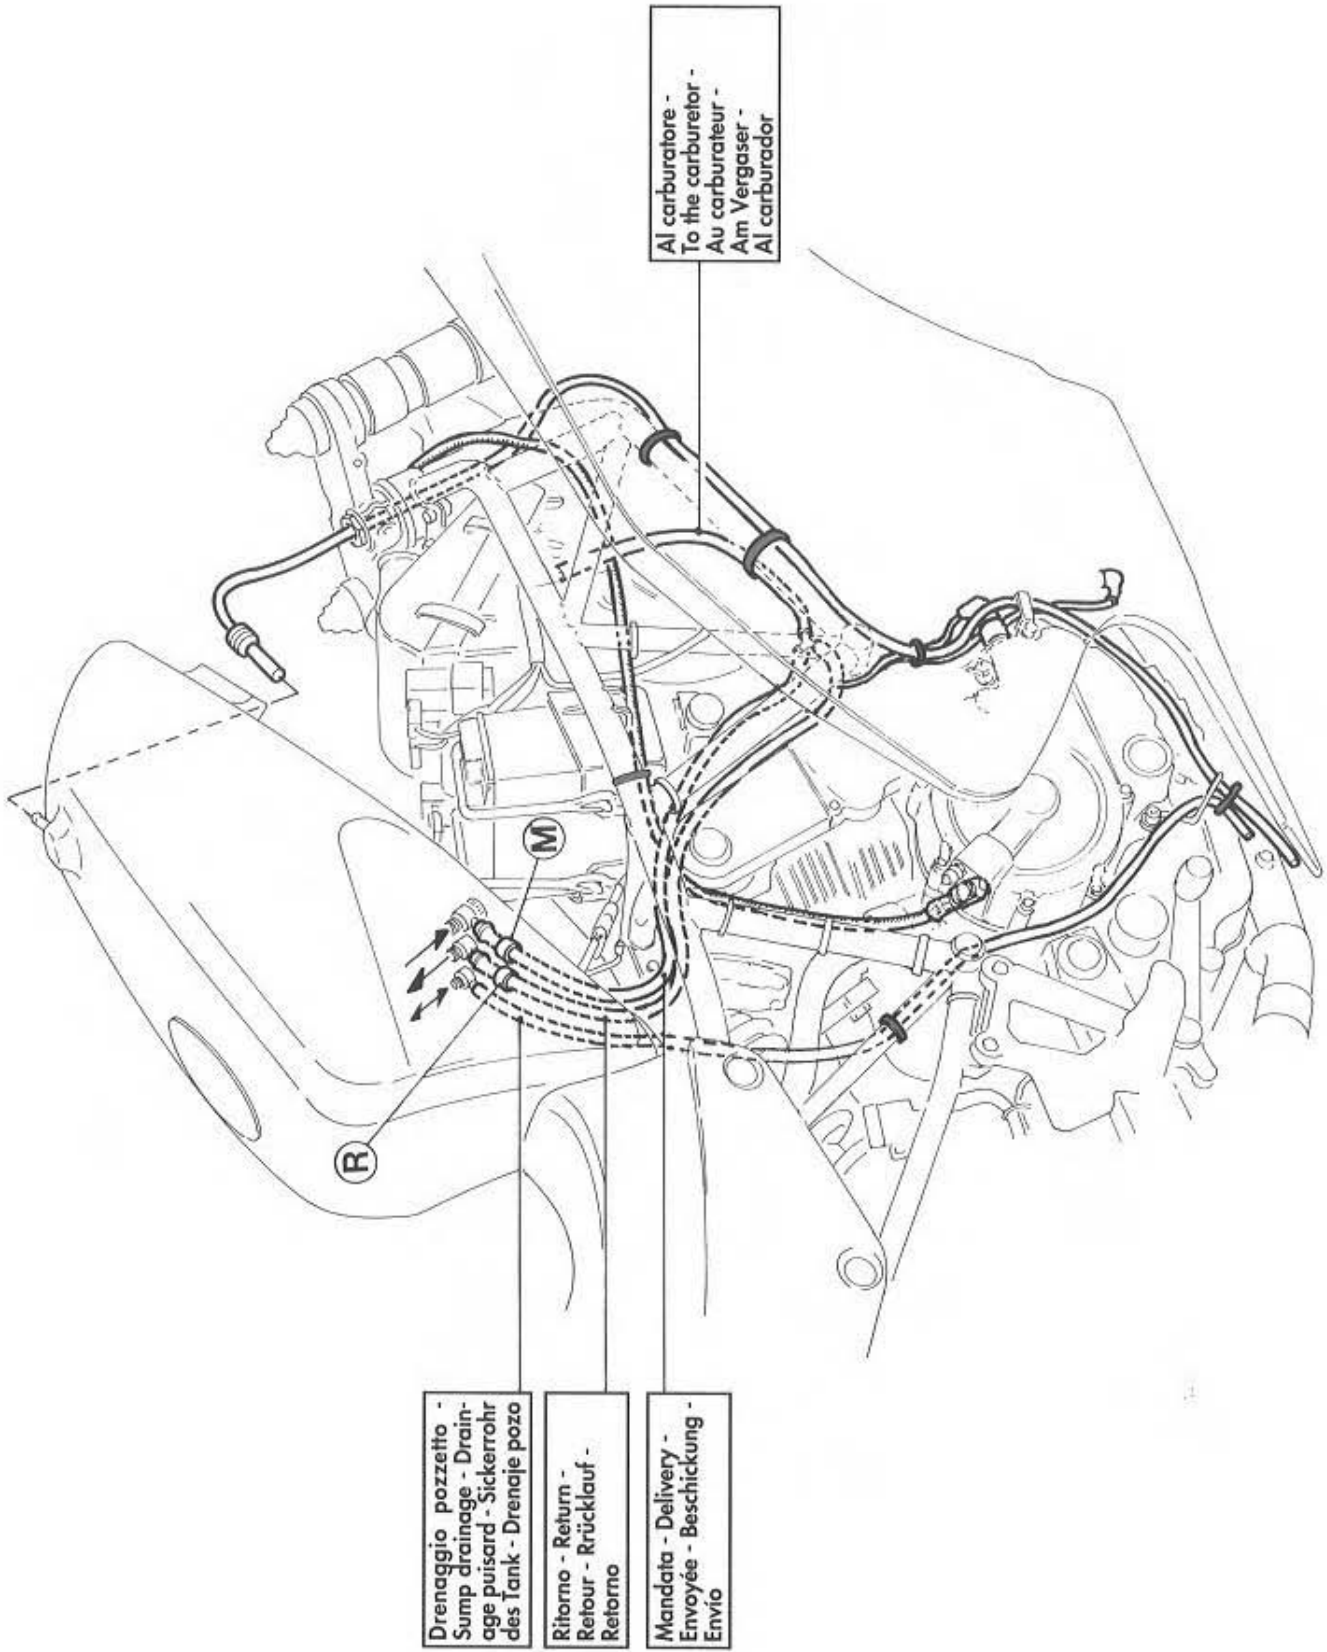 Al carburatore -
To the carburetor -
Au carburateur -
Am Vergaser -
Al carburador
M
R
Drenaggio pozzetto -
Sump drainage - Drain-
age puisard - Sickerrohr
des Tank - Drenaje pozo
Ritorno - Return -
Retour - Rrücklauf -
Retorno
Mandata - Delivery -
Envoyée - Beschickung -
Envío